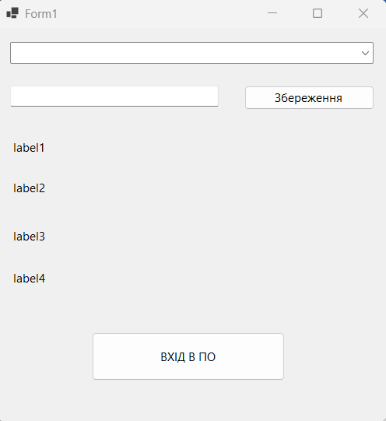 Form1
Збереження
label1
label2
label3
label4
ВХІД В ПО